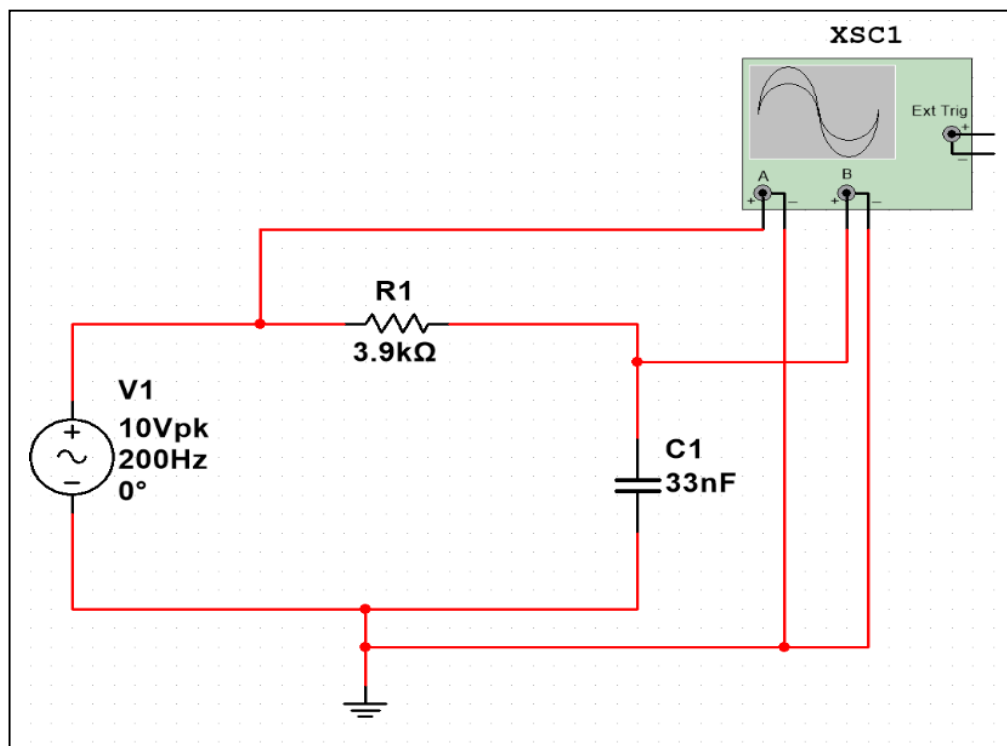 XSC1
Ext Trig
+
A
B
+
−
+
−
−
R1
3.9kΩ
V1
10Vpk
200Hz
0°
+
−
C1
33nF